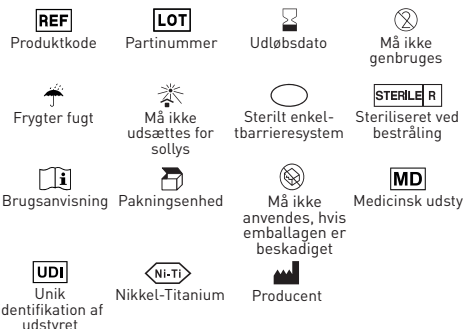 REF
LOT
2
Produktkode
Partinummer
Udløbsdato
Må ikke
genbruges
STERILE R
Frygter fugt
Må ikke
udsættes for
sollys
Sterilt enkel-
tbarrieresystem
Steriliseret ved
bestråling
i
MD
Brugsanvisning
Pakningsenhed
Må ikke
anvendes, hvis
emballagen er
beskadiget
Medicinsk udsty
UDI
Ni-Ti
Unik
dentifikation af
udstyret
Nikkel-Titanium
Producent